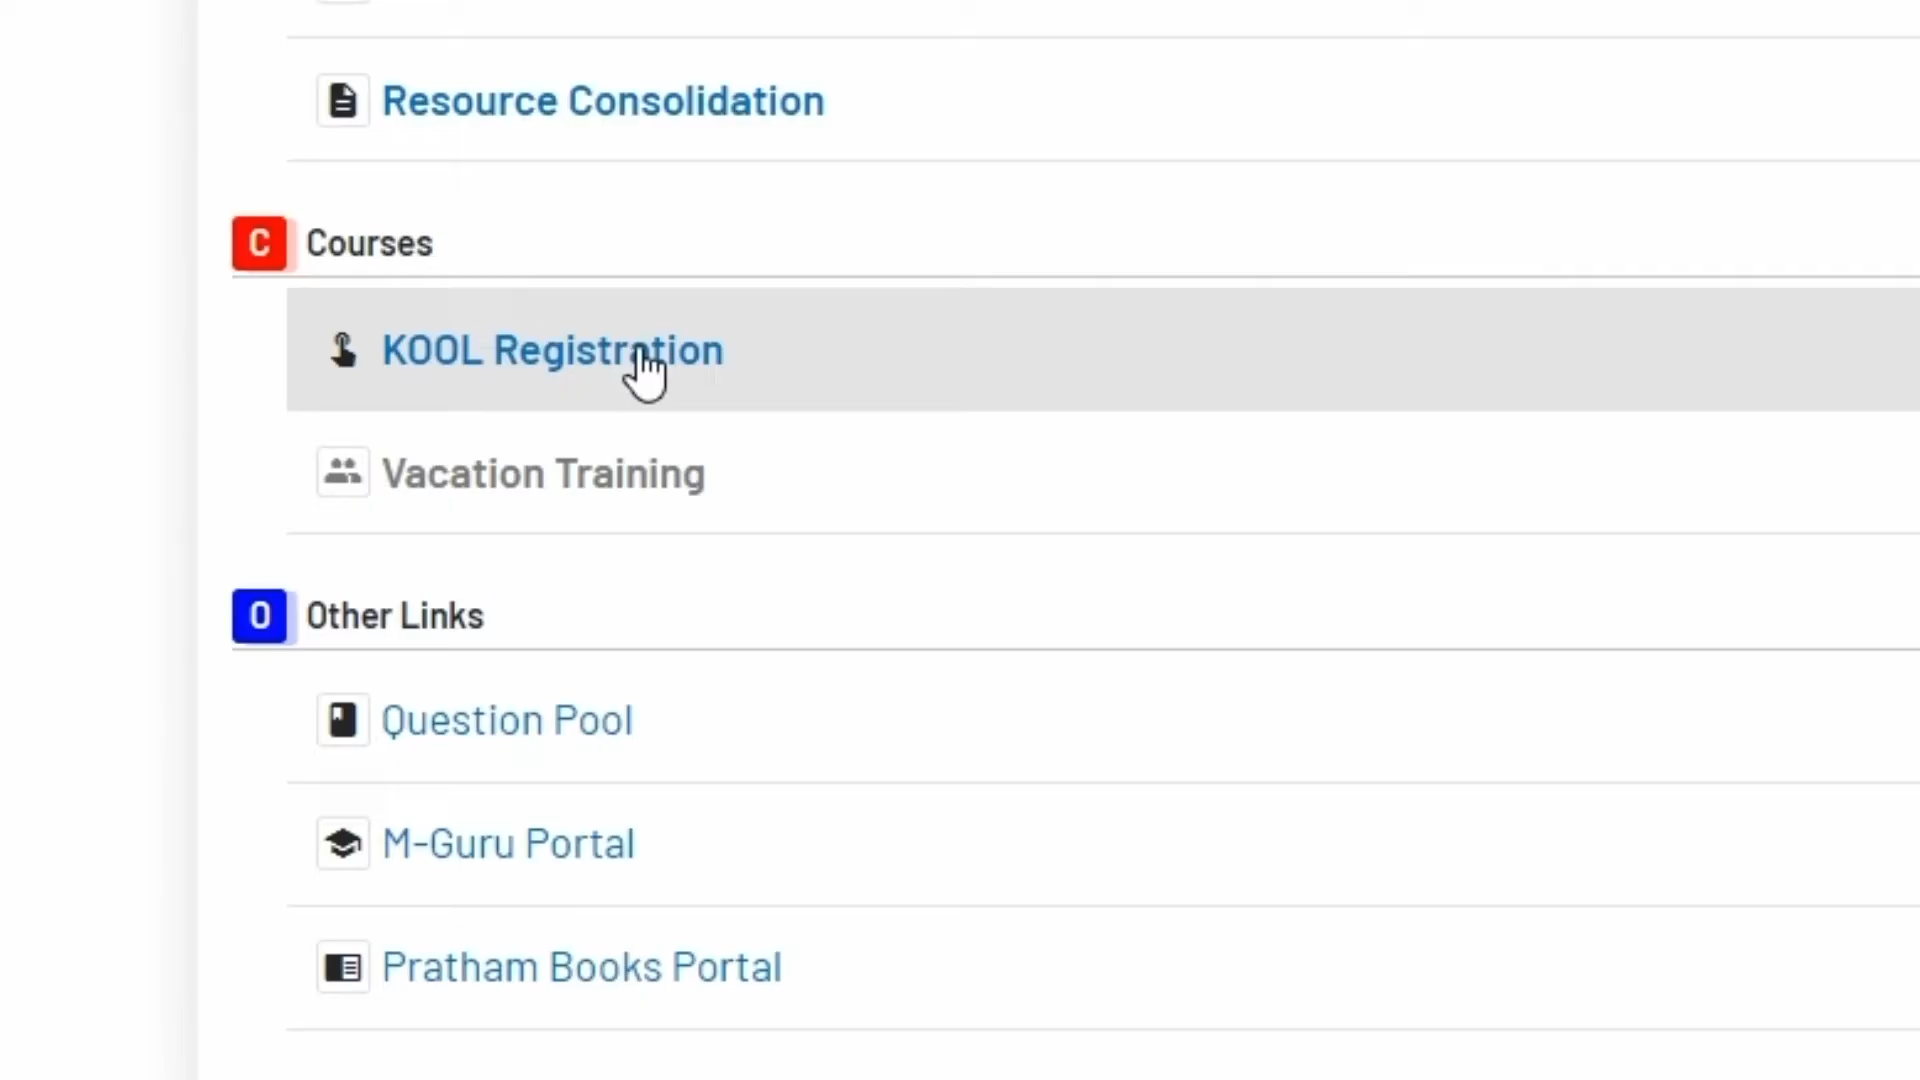 Resource Consolidation
C Courses
KOOL Registration
Vacation Training
O Other Links
Question Pool
M-Guru Portal
Pratham Books Portal